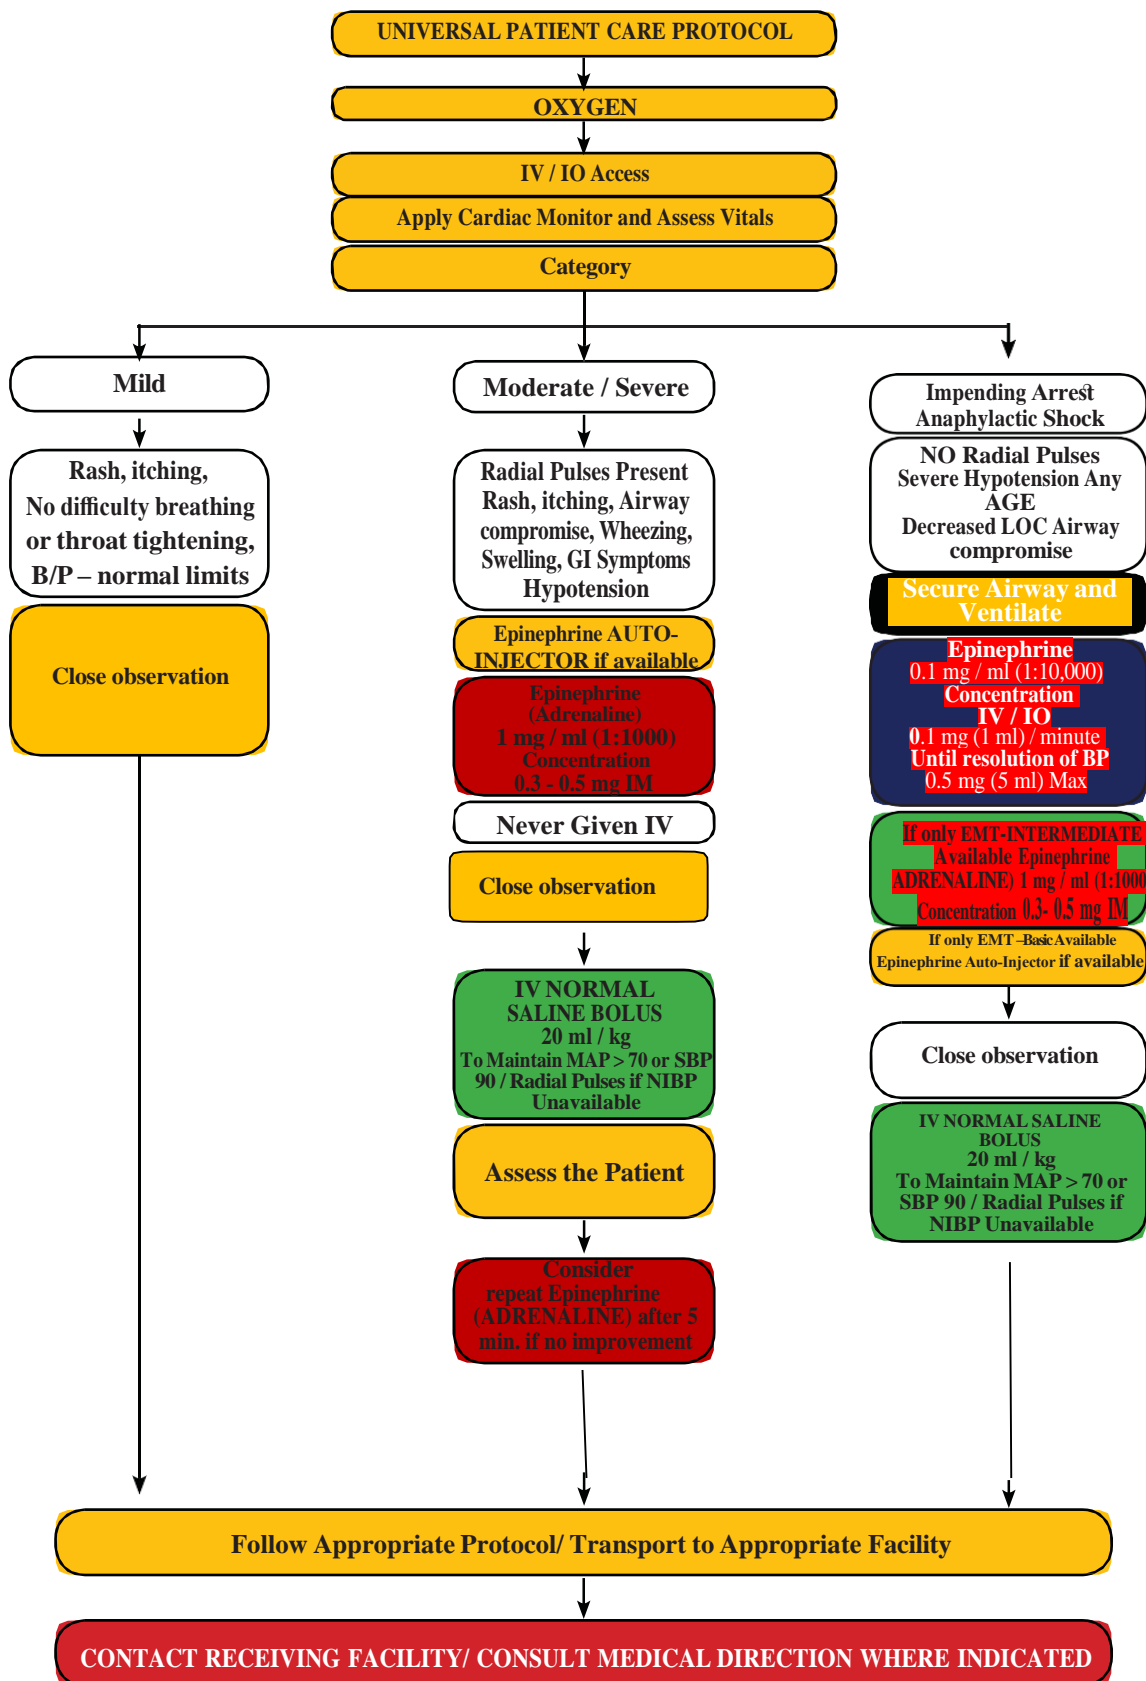 UNIVERSAL PATIENT CARE PROTOCOL
OXYGEN
IV / IO Access
Apply Cardiac Monitor and Assess Vitals
Category
Mild
Rash, itching,
No difficulty breathing
or throat tightening,
B/P – normal limits
Close observation
Moderate / Severe
Radial Pulses Present
Rash, itching, Airway
compromise, Wheezing,
Swelling, GI Symptoms
Hypotension
Epinephrine AUTO-
INJECTOR if available
Epinephrine
(Adrenaline)
1 mg / ml (1:1000)
Concentration
0.3 - 0.5 mg IM
Never Given IV
Close observation
IV NORMAL
SALINE BOLUS
20 ml / kg
To Maintain MAP > 70 or SBP
90 / Radial Pulses if NIBP
Unavailable
Assess the Patient
Consider
repeat Epinephrine
(ADRENALINE) after 5
min. if no improvement
Impending Arrest
Anaphylactic Shock
NO Radial Pulses
Severe Hypotension Any
AGE
Decreased LOC Airway
compromise
Secure Airway and
Ventilate
Epinephrine
0.1 mg / ml (1:10,000)
Concentration
IV / IO
0.1 mg (1 ml) / minute
Until resolution of BP
0.5 mg (5 ml) Max
If only EMT-INTERMEDIATE
Available Epinephrine
ADRENALINE) 1 mg / ml (1:1000
Concentration 0.3- 0.5 mg IM
If only EMT –Basic Available
Epinephrine Auto-Injector if available
Close observation
IV NORMAL SALINE
BOLUS
20 ml / kg
To Maintain MAP > 70 or
SBP 90 / Radial Pulses if
NIBP Unavailable
Follow Appropriate Protocol/ Transport to Appropriate Facility
CONTACT RECEIVING FACILITY/ CONSULT MEDICAL DIRECTION WHERE INDICATED